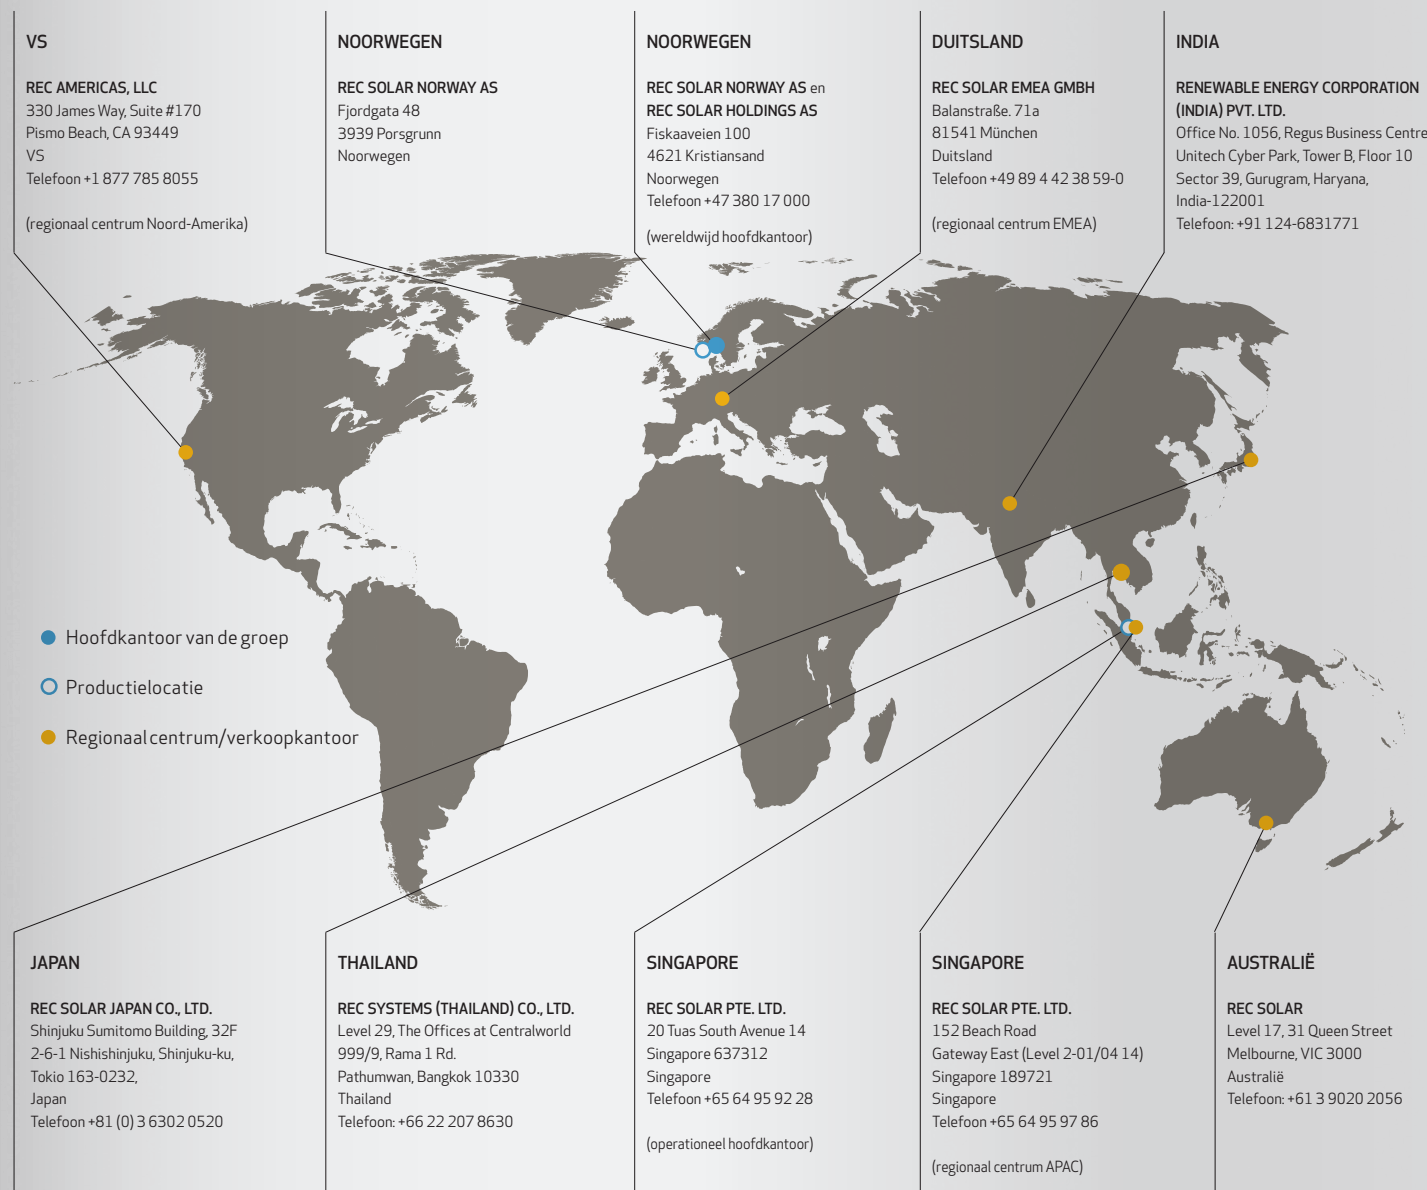 VS
REC AMERICAS, LLC
330 James Way, Suite #170
Pismo Beach, CA 93449
VS
Telefoon +1 877 785 8055
(regionaal centrum Noord-Amerika)
NOORWEGEN
REC SOLAR NORWAY AS
Fjordgata 48
3939 Porsgrunn
Noorwegen
NOORWEGEN
REC SOLAR NORWAY AS en
REC SOLAR HOLDINGS AS
Fiskaaveien 100
4621 Kristiansand
Noorwegen
Telefoon +47 380 17 000
(wereldwijd hoofdkantoor)
DUITSLAND
REC SOLAR EMEA GMBH
Balanstraße. 71a
81541 München
Duitsland
Telefoon +49 89 4 42 38 59-0
(regionaal centrum EMEA)
INDIA
RENEWABLE ENERGY CORPORATION
(INDIA) PVT. LTD.
Office No. 1056, Regus Business Centre
Unitech Cyber Park, Tower B, Floor 10
Sector 39, Gurugram, Haryana,
India-122001
Telefoon: +91 124-6831771
Hoofdkantoor van de groep
Productielocatie
Regionaal centrum/verkoopkantoor
JAPAN
REC SOLAR JAPAN CO., LTD.
Shinjuku Sumitomo Building, 32F
2-6-1 Nishishinjuku, Shinjuku-ku,
Tokio 163-0232,
Japan
Telefoon +81 (0) 3 6302 0520
THAILAND
REC SYSTEMS (THAILAND) CO., LTD.
Level 29, The Offices at Centralworld
999/9, Rama 1 Rd.
Pathumwan, Bangkok 10330
Thailand
Telefoon: +66 22 207 8630
SINGAPORE
REC SOLAR PTE. LTD.
20 Tuas South Avenue 14
Singapore 637312
Singapore
Telefoon +65 64 95 92 28
(operationeel hoofdkantoor)
SINGAPORE
REC SOLAR PTE. LTD.
152 Beach Road
Gateway East (Level 2-01/04 14)
Singapore 189721
Singapore
Telefoon +65 64 95 97 86
(regionaal centrum APAC)
AUSTRALIË
REC SOLAR
Level 17, 31 Queen Street
Melbourne, VIC 3000
Australië
Telefoon: +61 3 9020 2056